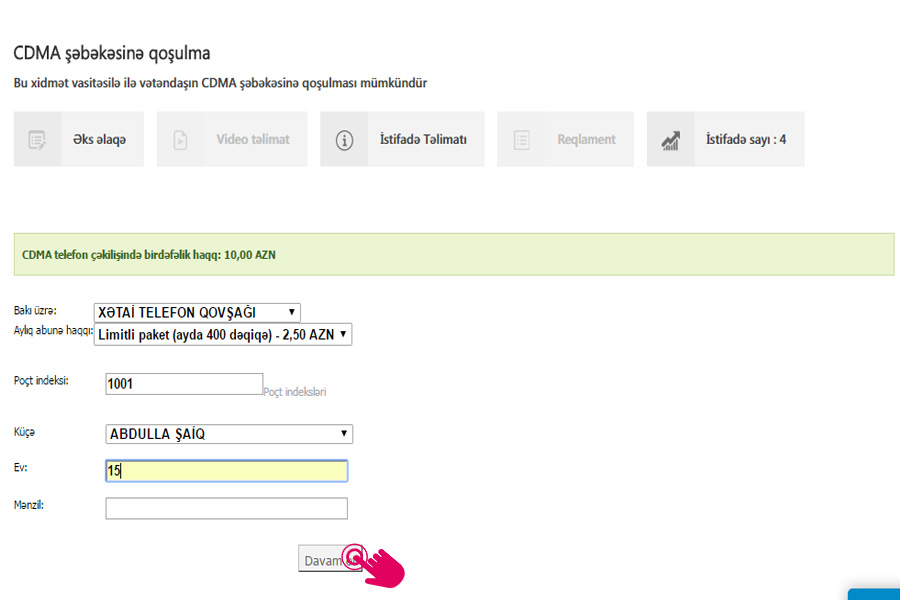 CDMA şəbəkəsinə qoşulma
Bu xidmət vasitəsilə ilə vətəndaşın CDMA şəbəkəsinə qoşulması mümkündür
Əks əlaqə
Video təlimat
İstifadə Təlimatı
Reqlament
İstifadə sayı : 4
CDMA telefon çəkilişində birdəfəlik haqq: 10,00 AZN
Bakı üzrə: XƏTAİ TELEFON QOVŞAĞI
Aylıq abunə haqqı: Limitli paket (ayda 400 dəqiqə) - 2,50 AZN
Poçt indeksi: 1001 Poçt indeksləri
Küçə ABDULLA ŞAİQ
Ev: 15
Mənzil:
Davam